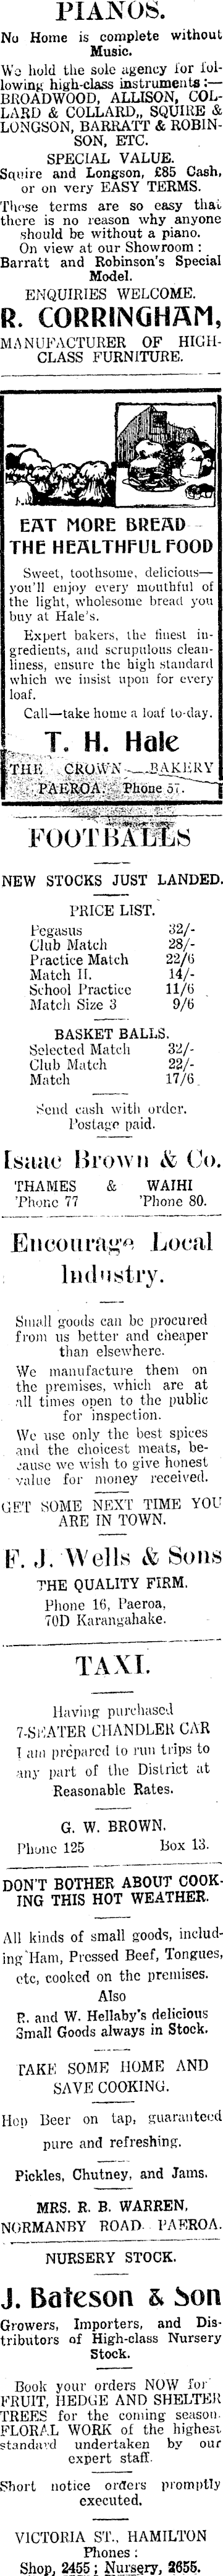 PIANOS.
No Home is complete without
Music.
We hold the sole agency for fol-
lowing high-class instruments:—
BROADWOOD, ALLISON, COL-
LARD & COLLARD,, SQUIRE &
LONGSON, BARRATT & ROBIN-
SON, ETC.
SPECIAL VALUE.
Squire and Longson, £85 Cash,
or on very EASY TERMS.
These terms are so easy that
there is no reason why anyone
should be without a piano.
On view at our Showroom:
Barratt and Robinson's Special
Model.
ENQUIRIES WELCOME.
R. CORRINGHAM,
MANUFACTURER OF HIGH-
CLASS FURNITURE.
EAT MORE BREAD
THE HEALTHFUL FOOD
Sweet, toothsome, delicious—
you'll enjoy every mouthful of
the light, wholesome bread you
buy at Hale's.
Expert bakers, the finest in-
gredients, and scrupulous clean-
liness, ensure the high standard
which we insist upon for every
loaf.
Call—take home a loaf to-day.
T. H. Hale
THE CROWN BAKERY
PAEROA. Phone 57.
FOOTBALLS
NEW STOCKS JUST LANDED.
PRICE LIST.
Pegasus 32/-
Club Match 28/-
Practice Match 22/6
Match II. 14/-
School Practice 11/6
Match Size 3 9/6
BASKET BALLS.
Selected Match 32/-
Club Match 22/-
Match 17/6
Send cash with order.
Postage paid.
Isaac Brown & Co.
THAMES & WAIHI
'Phone 77 'Phone 80.
Encourage Local
Industry.
Small goods can be procured
from us better and cheaper
than elsewhere.
We manufacture them on
the premises, which are at
all times open to the public
for inspection.
We use only the best spices
and the choicest meats, be-
cause we wish to give honest
value for money received.
GET SOME NEXT TIME YOU
ARE IN TOWN.
F. J. Wells & Sons
THE QUALITY FIRM.
Phone 16, Paeroa,
70D Karangahake.
TAXI.
Having purchased
7-SEATER CHANDLER CAR
I am prepared to run trips to
any part of the District at
Reasonable Rates.
G. W. BROWN.
Phone 125 Box 13.
DON'T BOTHER ABOUT COOK-
ING THIS HOT WEATHER.
All kinds of small goods, includ-
ing Ham, Pressed Beef, Tongues,
etc, cooked on the premises.
Also
R. and W. Hellaby's delicious
Small Goods always in Stock.
TAKE SOME HOME AND
SAVE COOKING.
Hop Beer on tap, guaranteed
pure and refreshing.
Pickles, Chutney, and Jams.
MRS. R. B. WARREN,
NORMANBY ROAD. PAEROA.
NURSERY STOCK.
J. Bateson & Son
Growers, Importers, and Dis-
tributors of High-class Nursery
Stock.
Book your orders NOW for
FRUIT, HEDGE AND SHELTER
TREES for the coming season.
FLORAL WORK of the highest
standard undertaken by our
expert staff.
Short notice orders promptly
executed.
VICTORIA ST., HAMILTON
Phones:
Shop, 2455; Nursery, 2655.